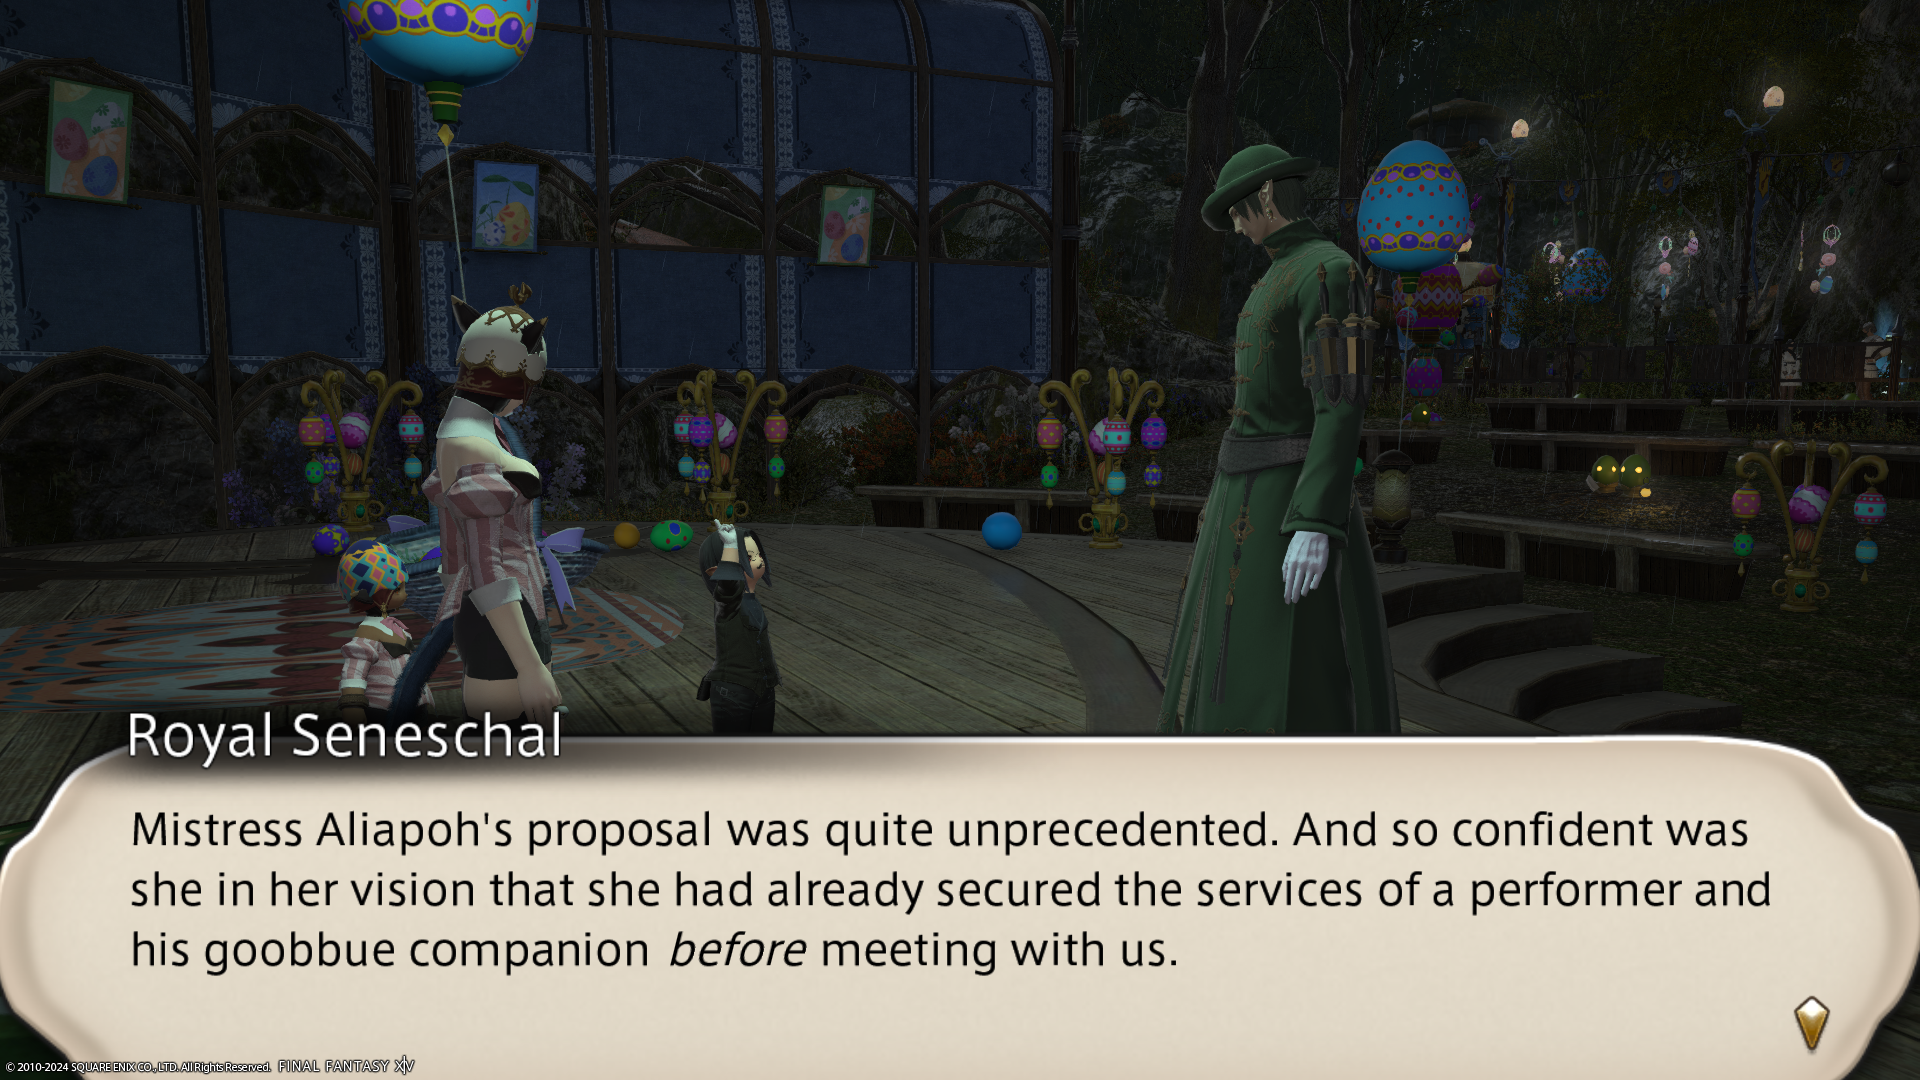 Royal Seneschal
Mistress Aliapoh's proposal was quite unprecedented. And so confident was
she in her vision that she had already secured the services of a performer and
his goobbue companion before meeting with us.
© 2010-2024 SQUARE ENIX CO., LTD. All Rights Reserved. FINAL FANTASY XIV